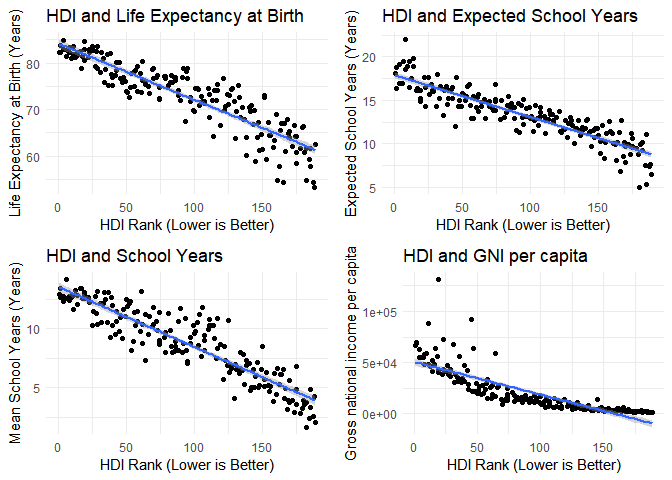 HDI and Life Expectancy at Birth
Life Expectancy at Birth (Years)
80
70
60
0
50
100
150
HDI Rank (Lower is Better)
HDI and Expected School Years
Expected School Years (Years)
20
15
10
5
0
50
100
150
HDI Rank (Lower is Better)
HDI and School Years
Mean School Years (Years)
10
5
0
50
100
150
HDI Rank (Lower is Better)
HDI and GNI per capita
Gross national income per capita
1e+05
5e+04
0e+00
0
50
100
150
HDI Rank (Lower is Better)